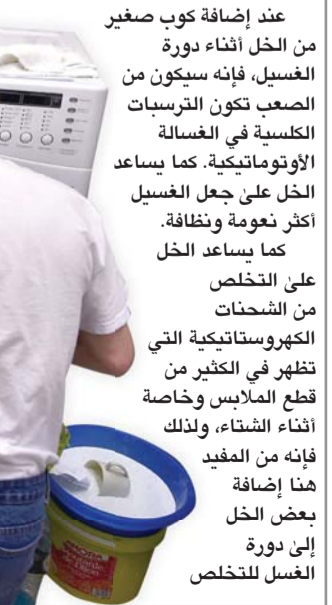 عند إضافة كوب صغير
من الخل أثناء دورة
الغسيل، فإنه سيكون من
الصعب تكون الترسبات
الكلسية في الغسالة
الأوتوماتيكية. كما يساعد
الخل علىٰ جعل الغسيل
أكثر نعومة ونظافة.
كما يساعد الخل
علىٰ التخلص
من الشحنات
الكهروستاتيكية التي
تظهر في الكثير من
قطع الملابس وخاصة
أثناء الشتاء، ولذلك
فإنه من المفيد
هنا إضافة
بعض الخل
إلىٰ دورة
الغسل للتخلص